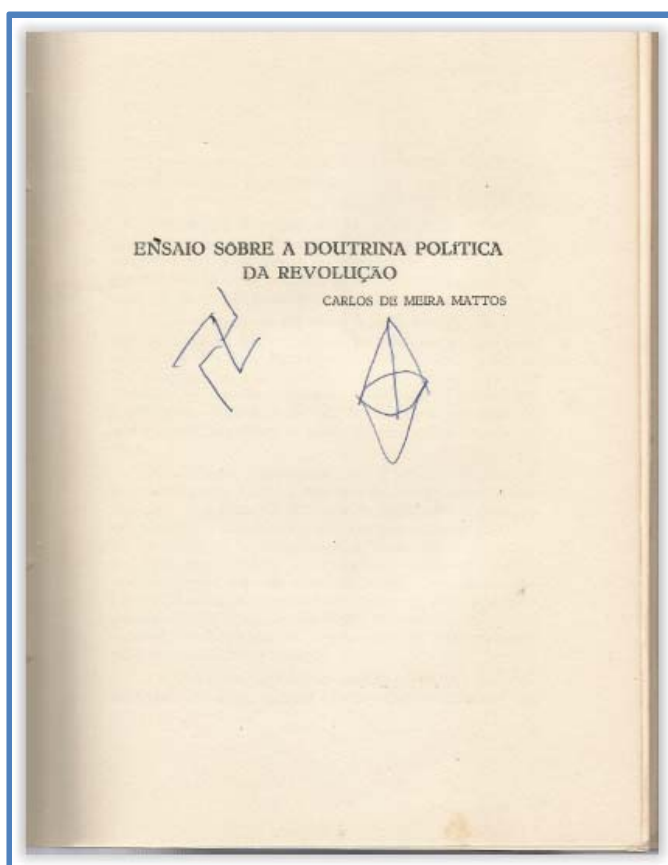 ENSAIO SÔBRE A DOUTRINA POLÍTICA
DA REVOLUÇÃO
CARLOS DE MEIRA MATTOS